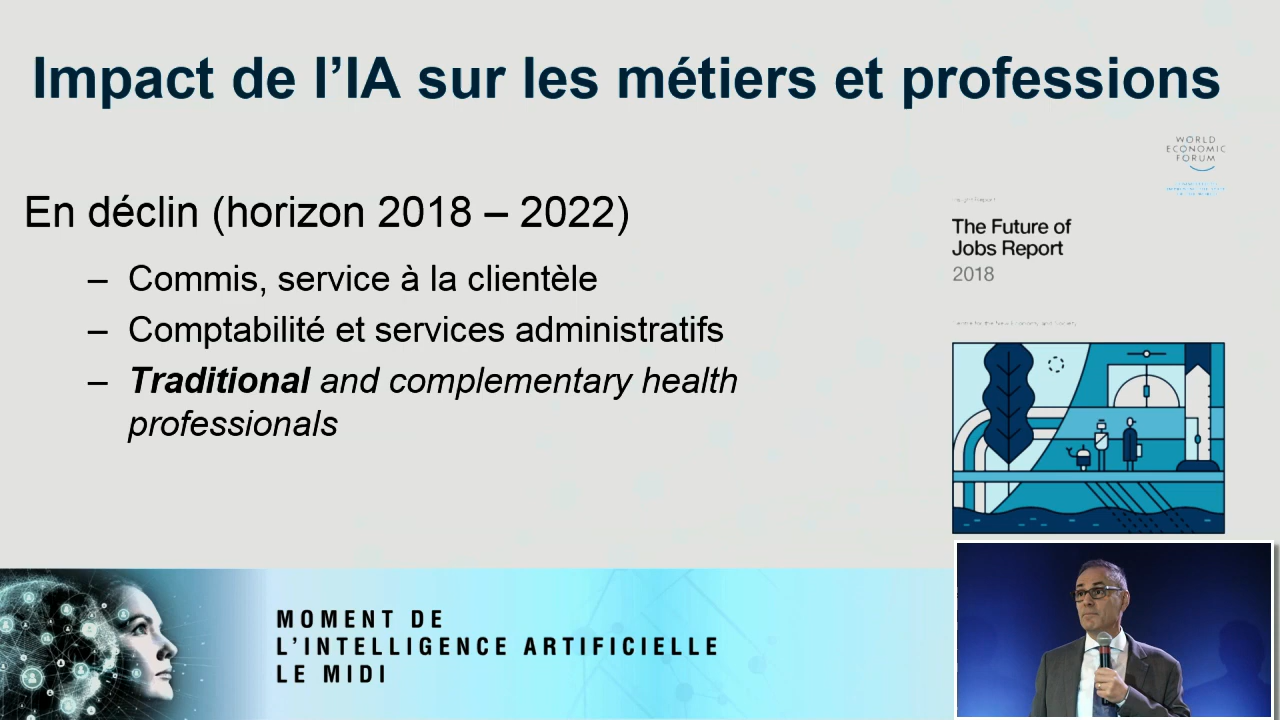 Impact de l’IA sur les métiers et professions
WORLD
ECONOMIC
FORUM
En déclin (horizon 2018 – 2022)
– Commis, service à la clientèle
– Comptabilité et services administratifs
– Traditional and complementary health
professionals
The Future of
Jobs Report
2018
MOMENT DE
L’INTELLIGENCE ARTIFICIELLE
LE MIDI